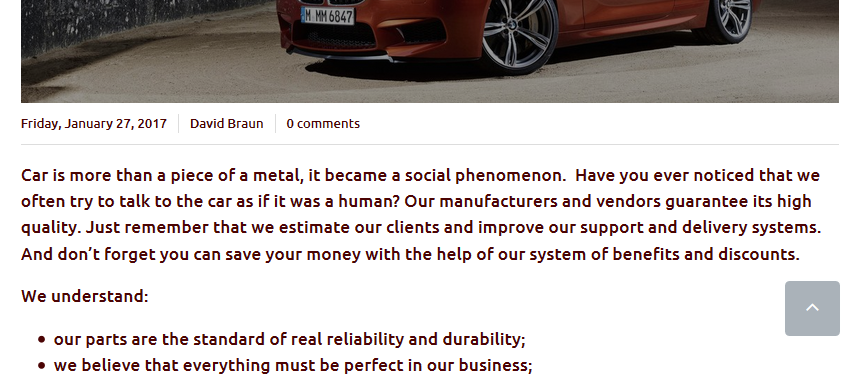 M MM 6847
Friday, January 27, 2017 David Braun 0 comments
Car is more than a piece of a metal, it became a social phenomenon.  Have you ever noticed that we
often try to talk to the car as if it was a human? Our manufacturers and vendors guarantee its high
quality. Just remember that we estimate our clients and improve our support and delivery systems.
And don’t forget you can save your money with the help of our system of benefits and discounts.
We understand:
• our parts are the standard of real reliability and durability;
• we believe that everything must be perfect in our business;